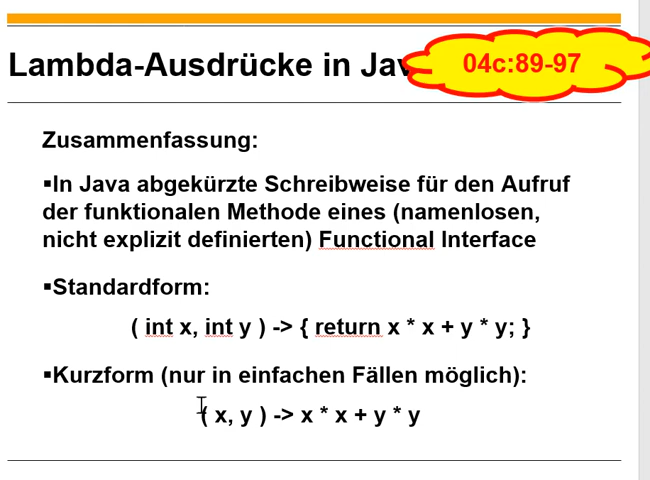 Lambda-Ausdrücke in Jav
04c:89-97
Zusammenfassung:
▪In Java abgekürzte Schreibweise für den Aufruf
der funktionalen Methode eines (namenlosen,
nicht explizit definierten) Functional Interface
▪Standardform:
( int x, int y ) -> { return x * x + y * y; }
▪Kurzform (nur in einfachen Fällen möglich):
( x, y ) -> x * x + y * y